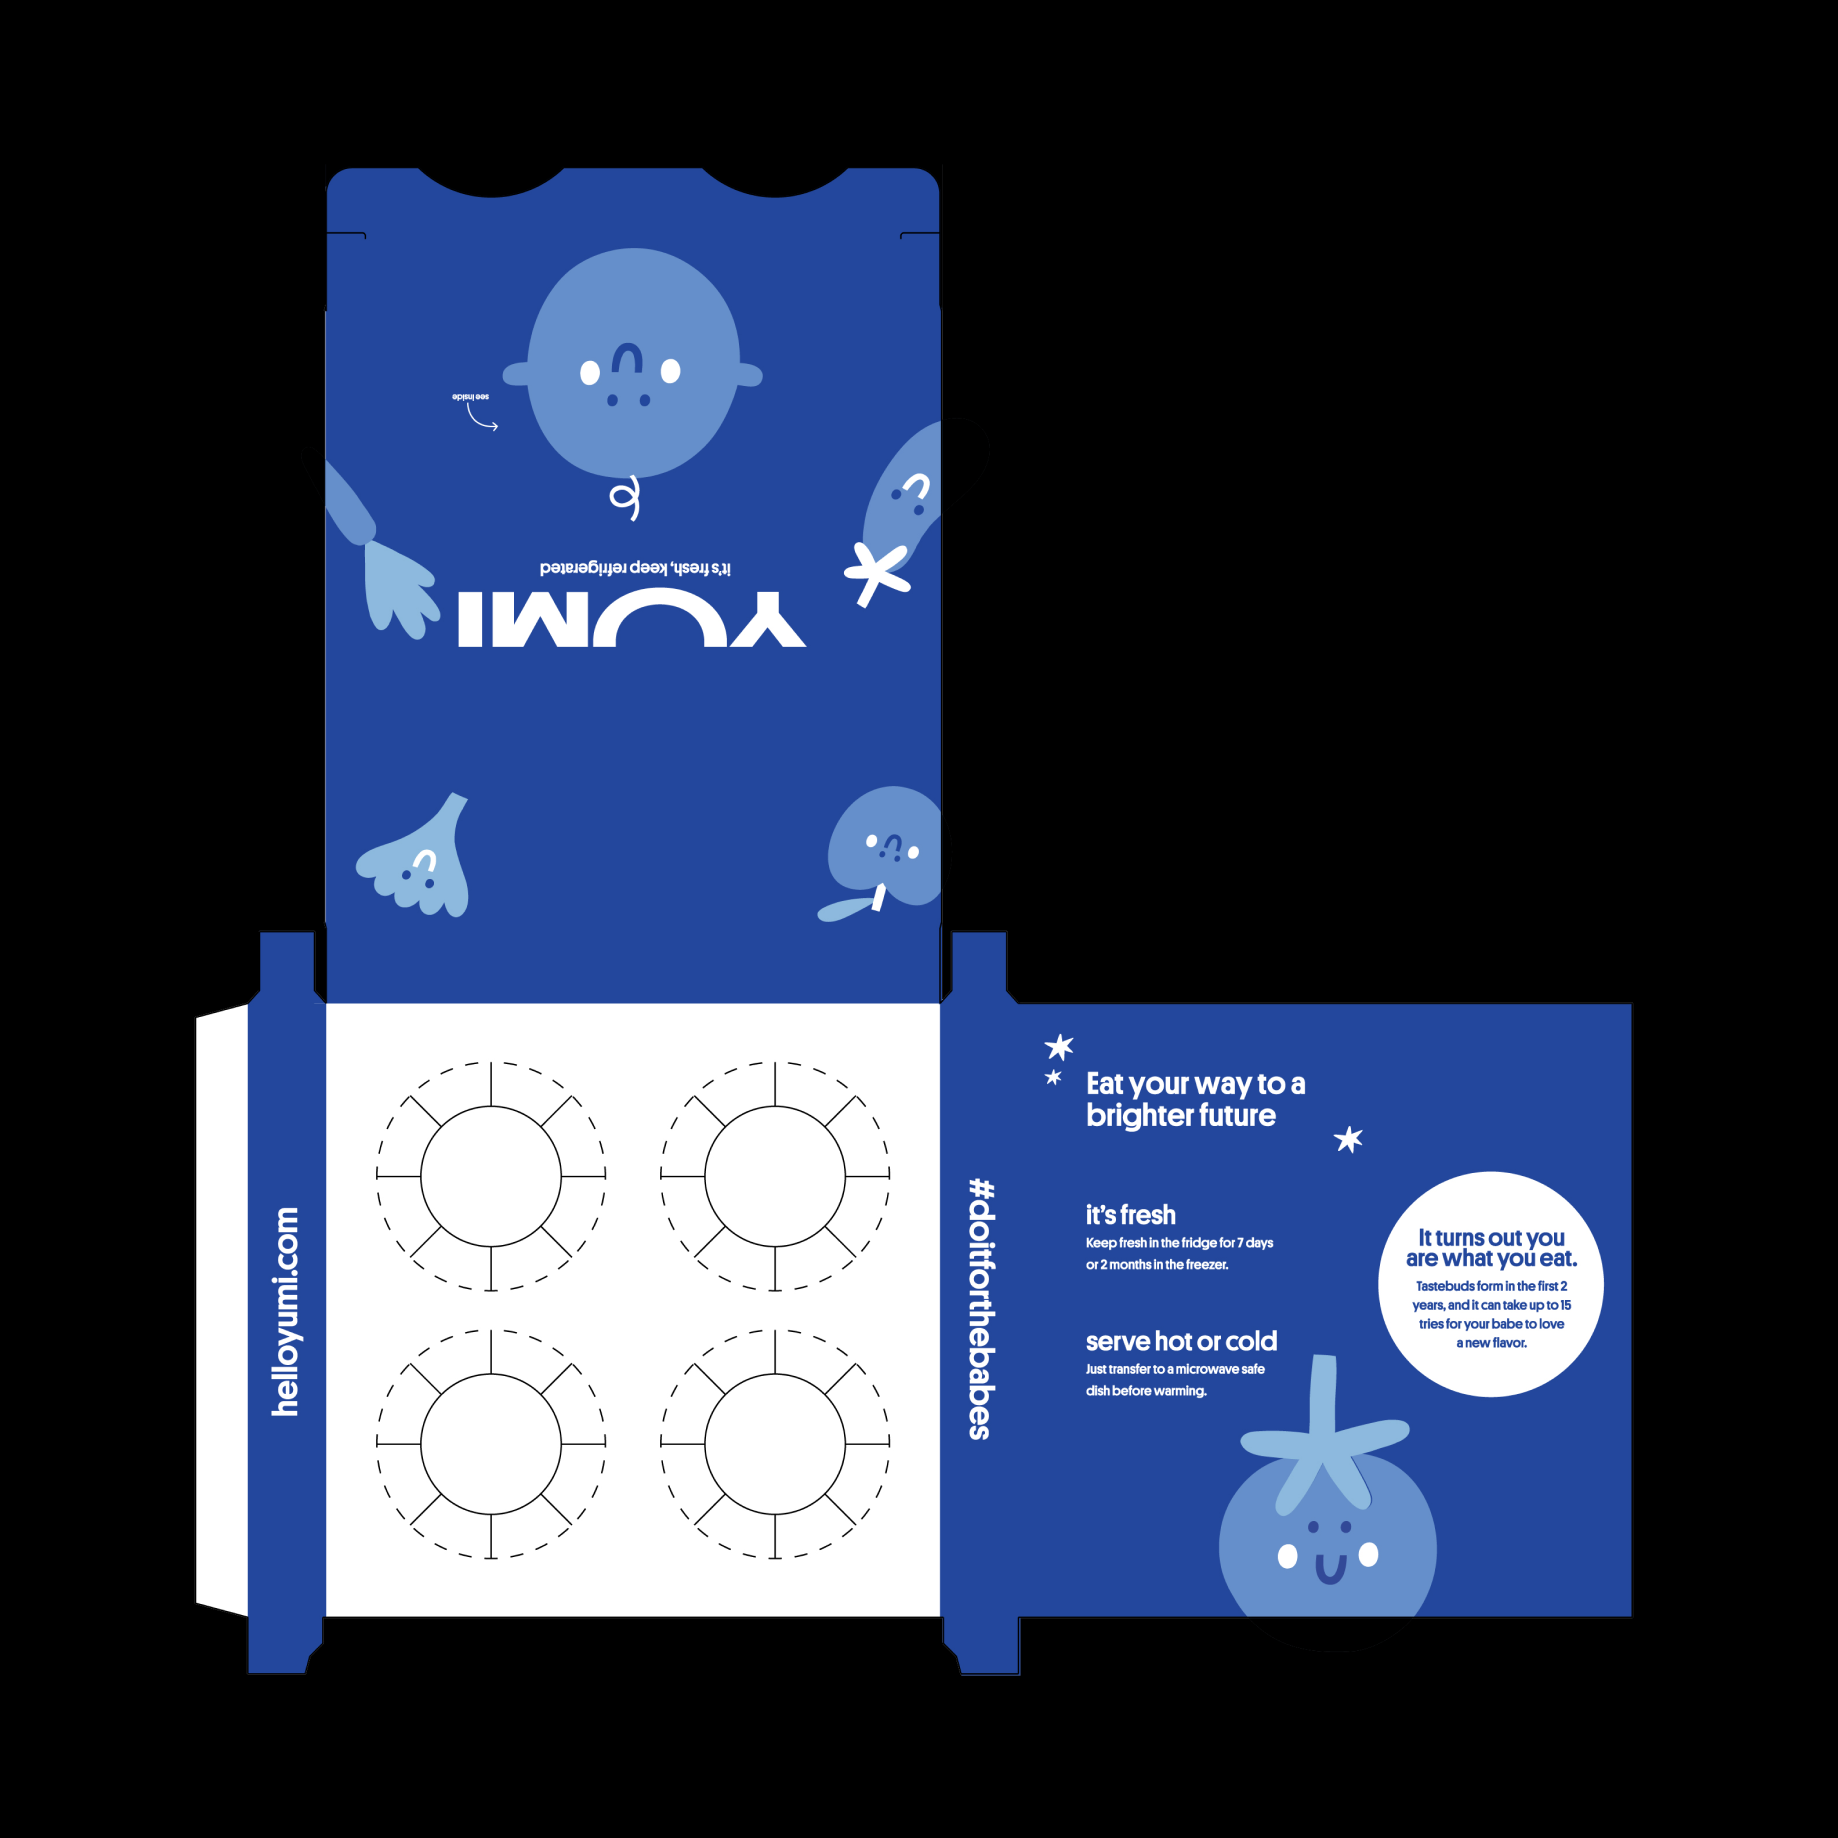 see inside
it's fresh, keep refrigerated
YUMI
helloyumi.com
#doitforthebabes
Eat your way to a
brighter future
it's fresh
Keep fresh in the fridge for 7 days
or 2 months in the freezer.
serve hot or cold
Just transfer to a microwave safe
dish before warming.
It turns out you
are what you eat.
Tastebuds form in the first 2
years, and it can take up to 15
tries for your babe to love
a new flavor.